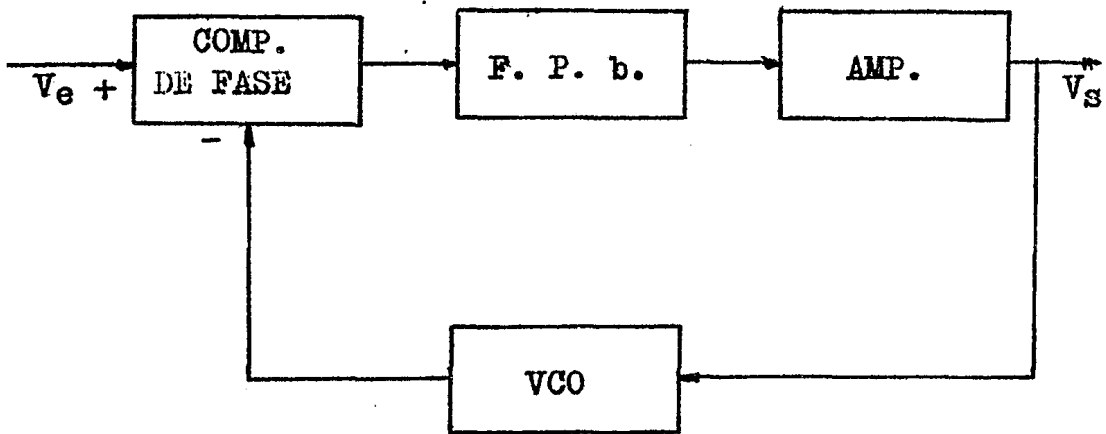 COMP.
DE FASE
F. P. b.
AMP.
Ve +
Vs
-
VCO